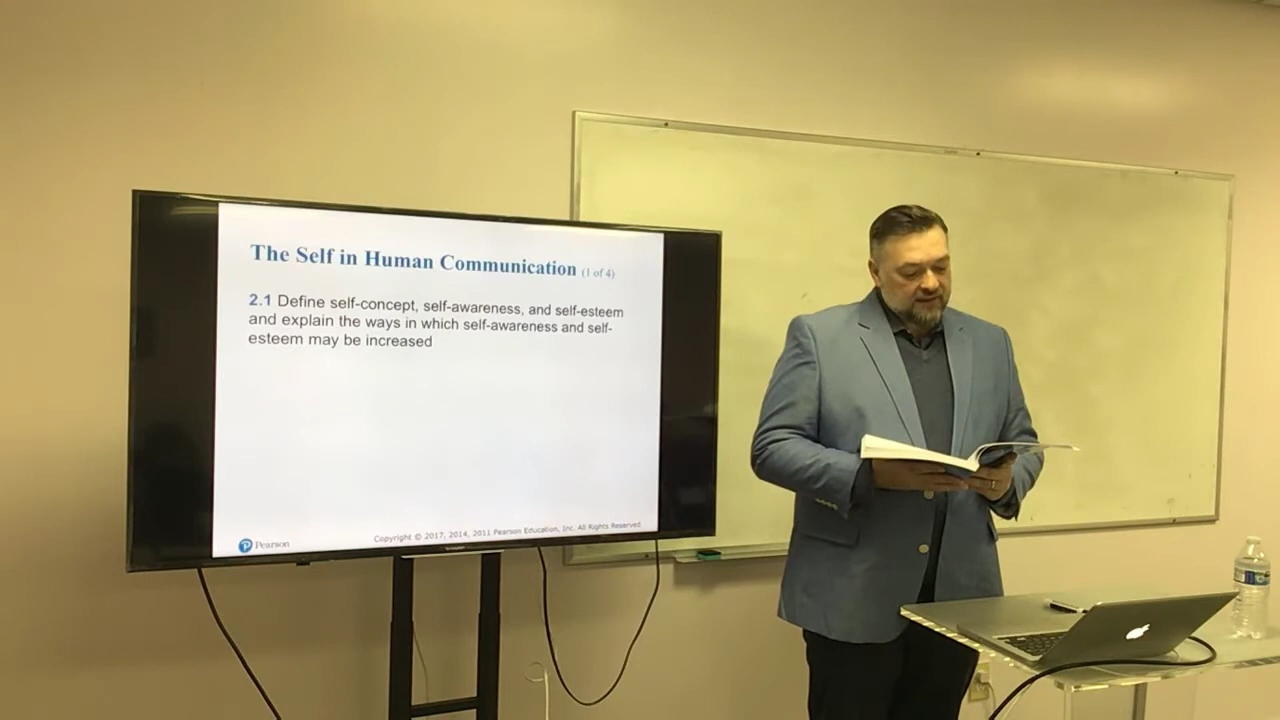 The Self in Human Communication (1 of 4)
2.1 Define self-concept, self-awareness, and self-esteem
and explain the ways in which self-awareness and self-
esteem may be increased
Pearson
Copyright © 2017, 2014, 2011 Pearson Education, Inc. All Rights Reserved